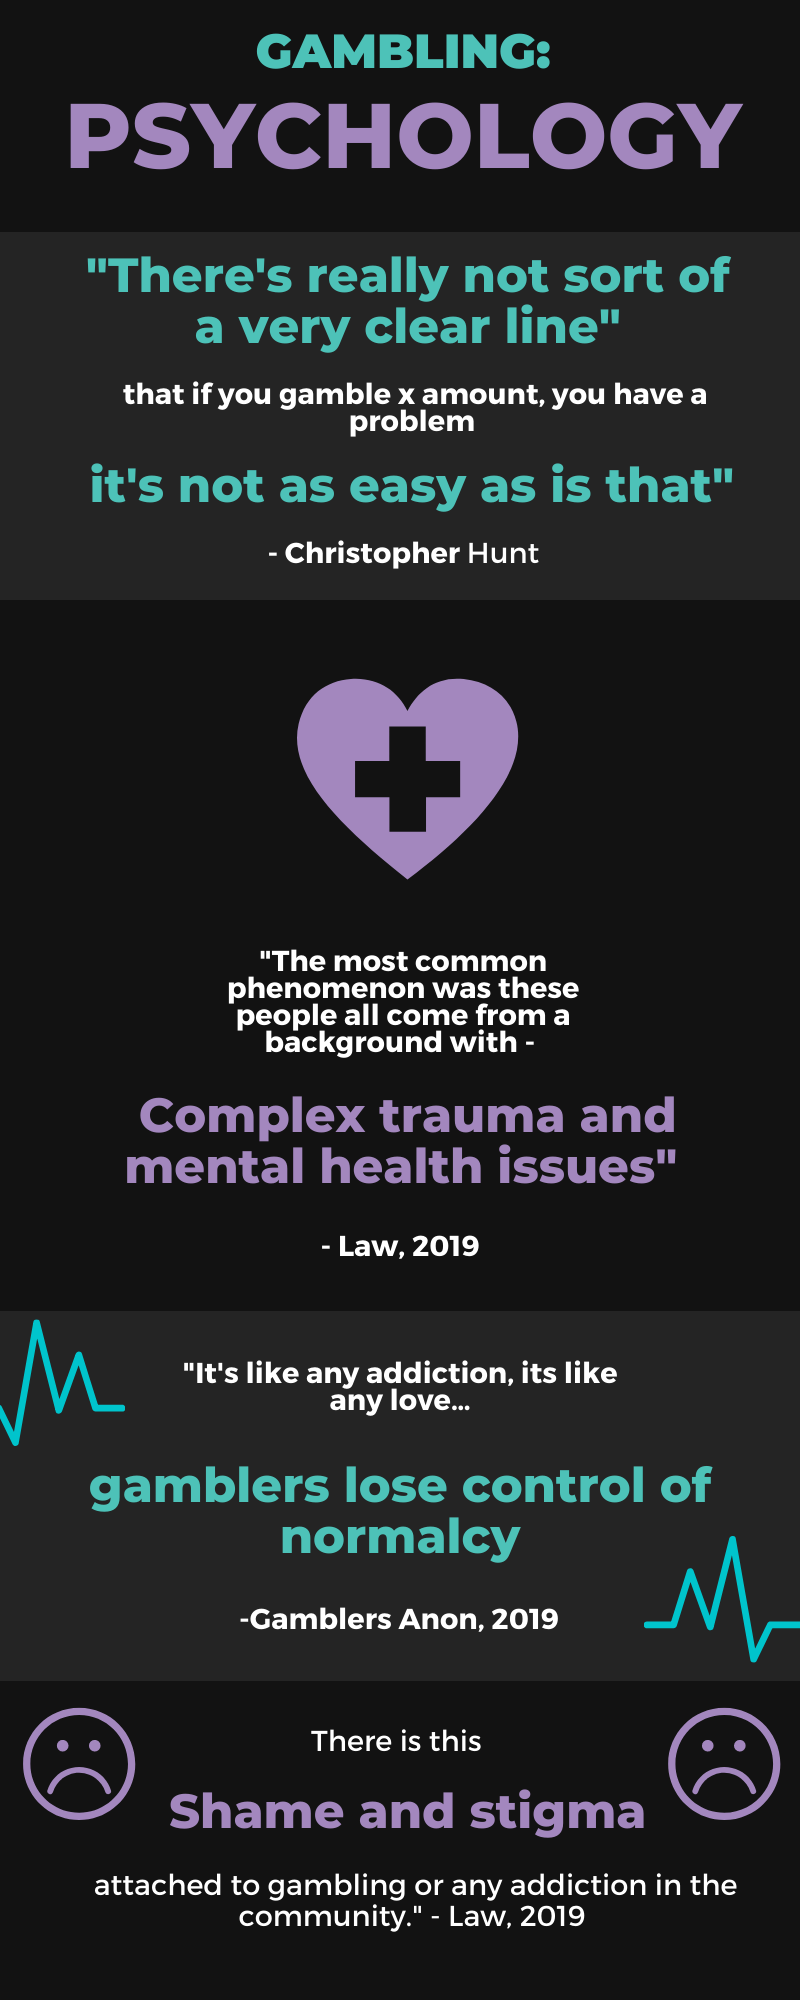 GAMBLING:
PSYCHOLOGY
"There's really not sort of
a very clear line"
that if you gamble x amount, you have a
problem
it's not as easy as is that"
- Christopher Hunt
"The most common
phenomenon was these
people all come from a
background with -
Complex trauma and
mental health issues"
- Law, 2019
"It's like any addiction, its like
any love...
gamblers lose control of
normalcy
-Gamblers Anon, 2019
There is this
Shame and stigma
attached to gambling or any addiction in the
community." - Law, 2019